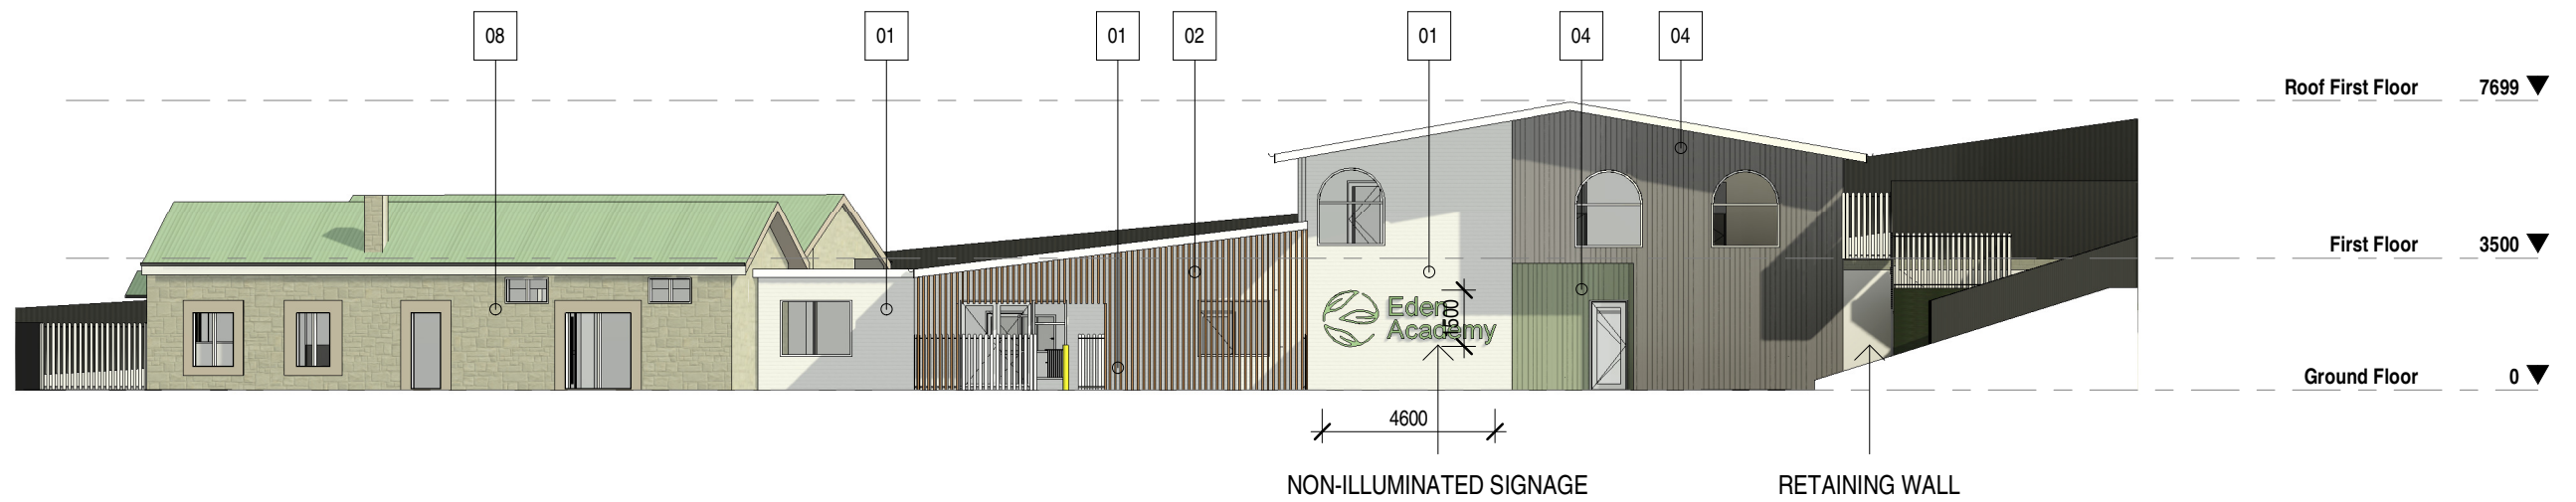 08
01
01
02
01
04
04
Roof First Floor 7699
First Floor 3500
Eden
Academy
1500
Ground Floor 0
4600
NON-ILLUMINATED SIGNAGE
RETAINING WALL